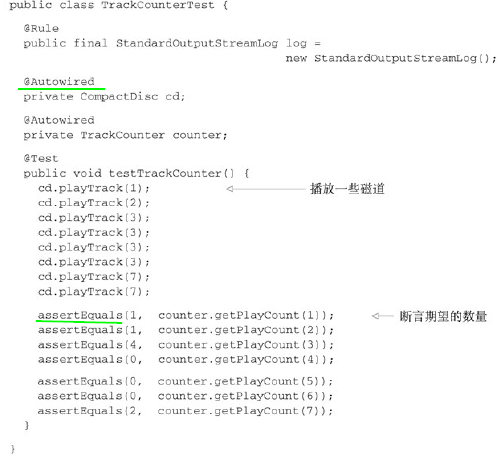 public class TrackCounterTest {
@Rule
public final StandardOutputStreamLog log =
new StandardOutputStreamLog();
@Autowired
private CompactDisc cd;
@Autowired
private TrackCounter counter;
@Test
public void testTrackCounter() {
cd.playTrack(1);    播放一些磁道
cd.playTrack(2);
cd.playTrack(3);
cd.playTrack(3);
cd.playTrack(3);
cd.playTrack(3);
cd.playTrack(7);
cd.playTrack(7);
assertEquals(1, counter.getPlayCount(1));    断言期望的数量
assertEquals(1, counter.getPlayCount(2));
assertEquals(4, counter.getPlayCount(3));
assertEquals(0, counter.getPlayCount(4));
assertEquals(0, counter.getPlayCount(5));
assertEquals(0, counter.getPlayCount(6));
assertEquals(2, counter.getPlayCount(7));
}
}